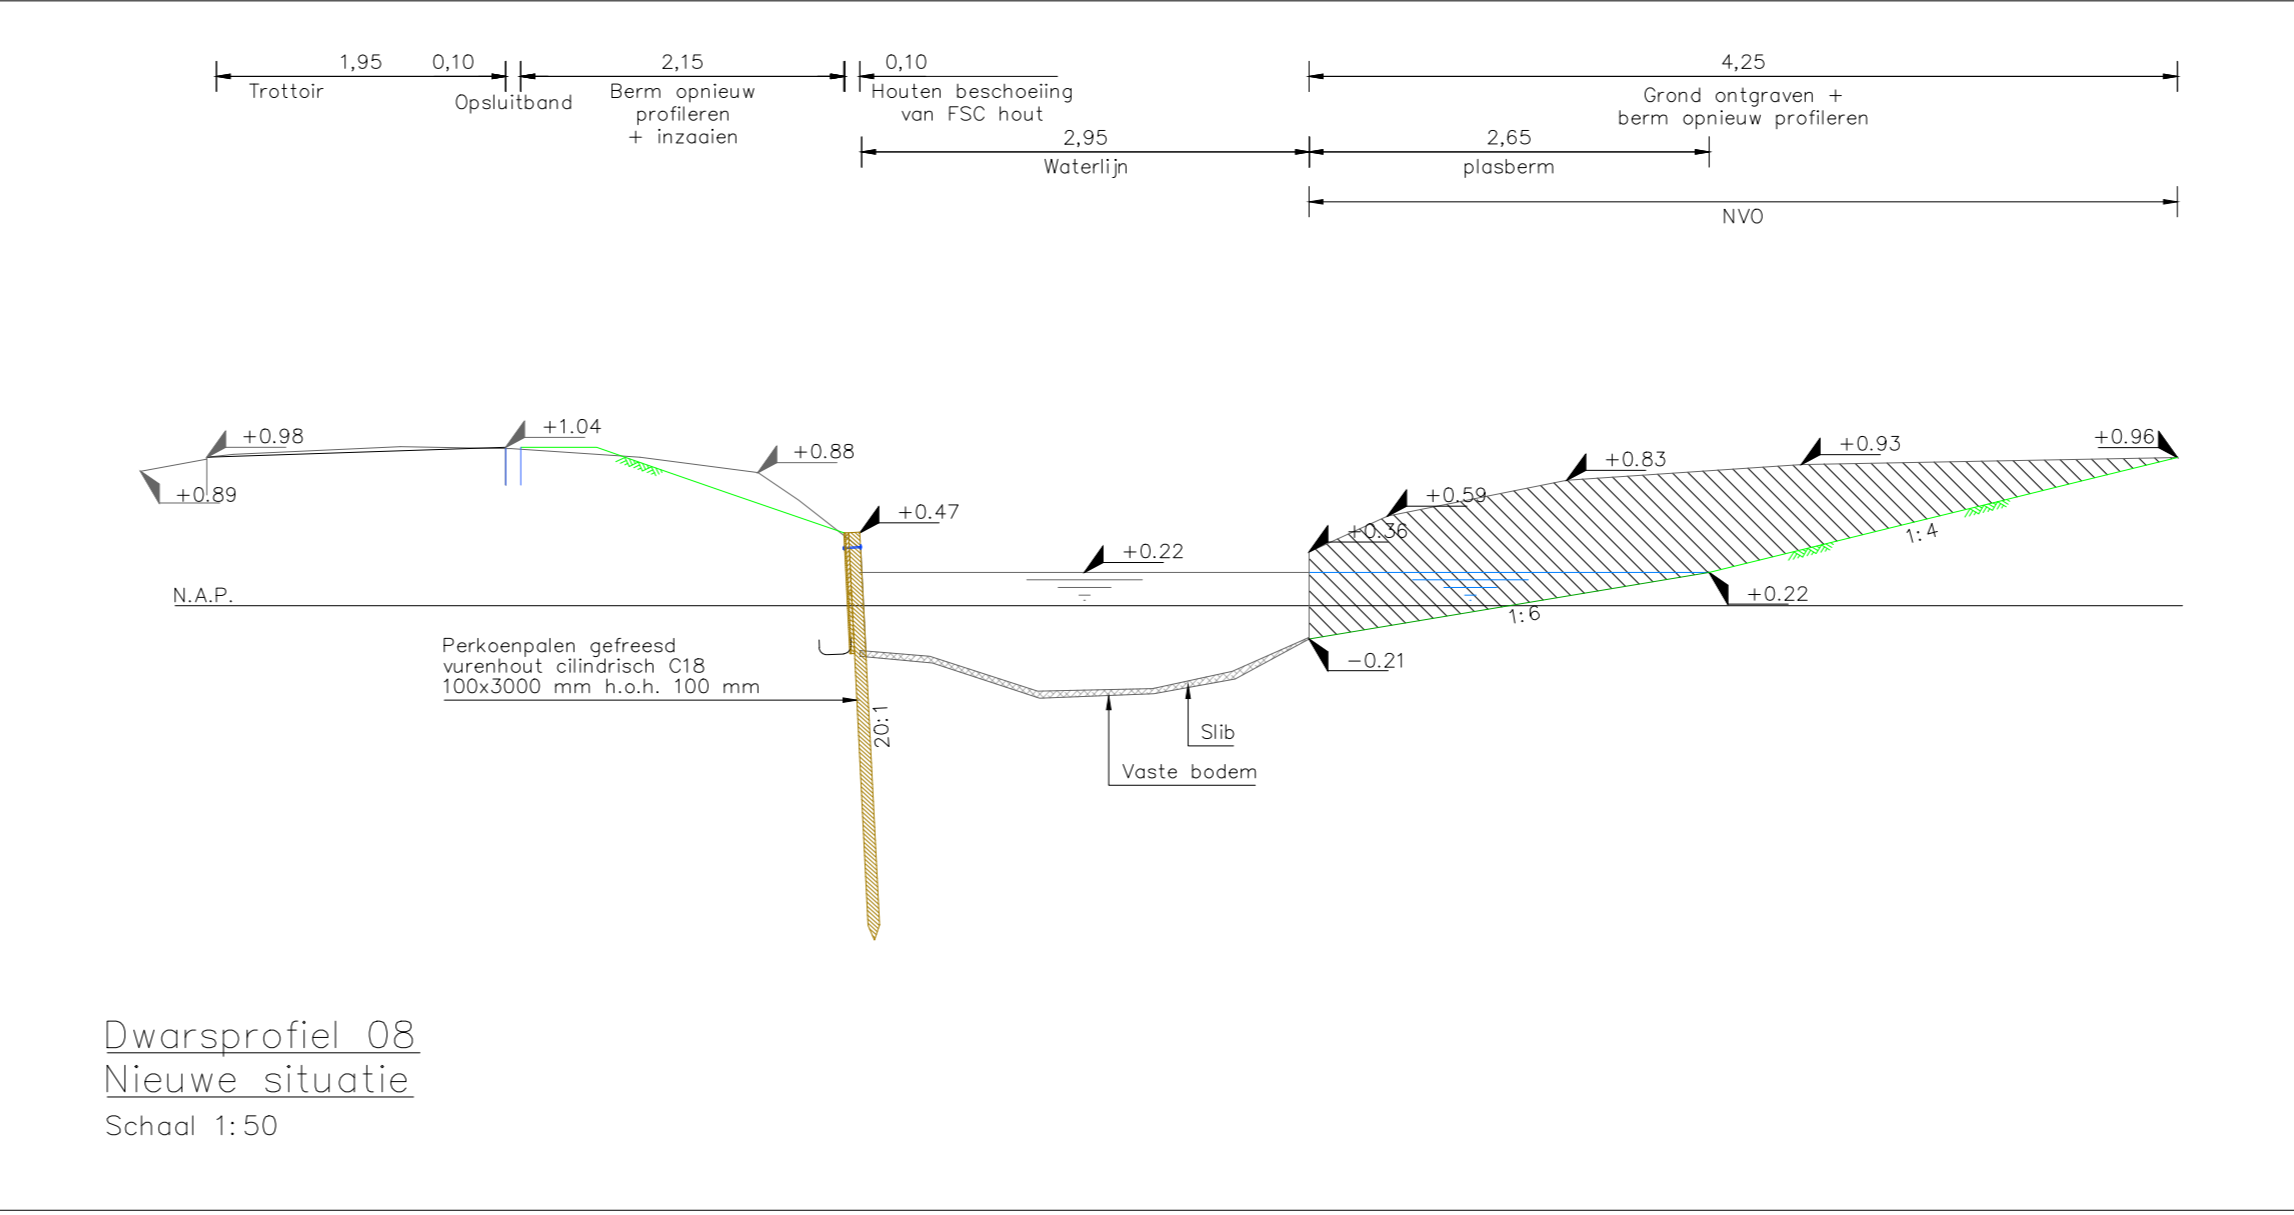 1,95
0,10
2,15
0,10
4,25
Trottoir
Opsluitband
Berm opnieuw
profileren
+ inzaaien
Houten beschoeiing
van FSC hout
Grond ontgraven +
berm opnieuw profileren
2,95
Waterlijn
2,65
plasberm
NVO
+0.98
+0.89
+1.04
+0.88
+0.47
+0.22
+0.36
+0.59
+0.83
+0.93
+0.96
1:4
+0.22
1:6
-0.21
N.A.P.
Perkoenpalen gefreesd
vurenhout cilindrisch C18
100x3000 mm h.o.h. 100 mm
20:1
Slib
Vaste bodem
Dwarsprofiel 08
Nieuwe situatie
Schaal 1:50